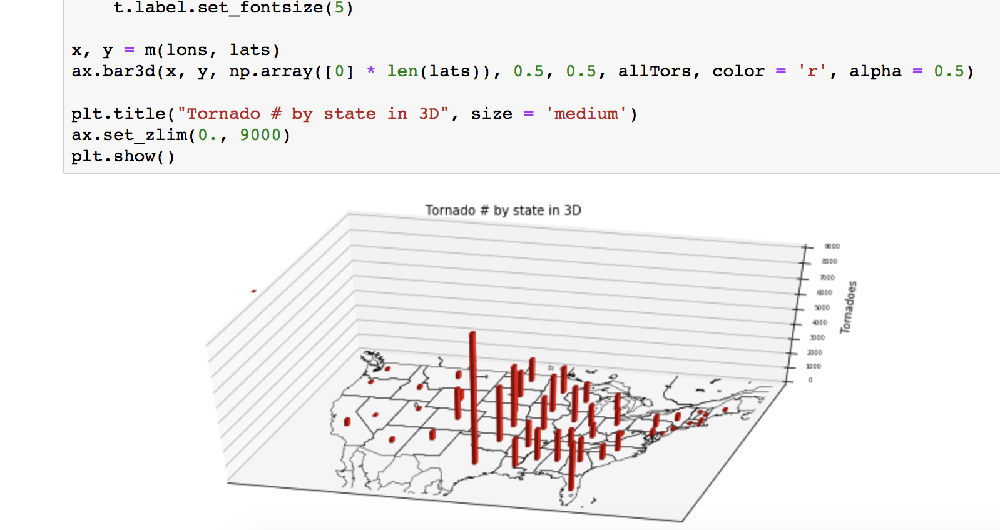 t.label.set_fontsize(5)
x, y = m(lons, lats)
ax.bar3d(x, y, np.array([0] * len(lats)), 0.5, 0.5, allTors, color = 'r', alpha = 0.5)
plt.title("Tornado # by state in 3D", size = 'medium')
ax.set_zlim(0., 9000)
plt.show()
Tornado # by state in 3D
9000
8000
7000
6000
5000
4000
3000
2000
1000
0
Tornadoes